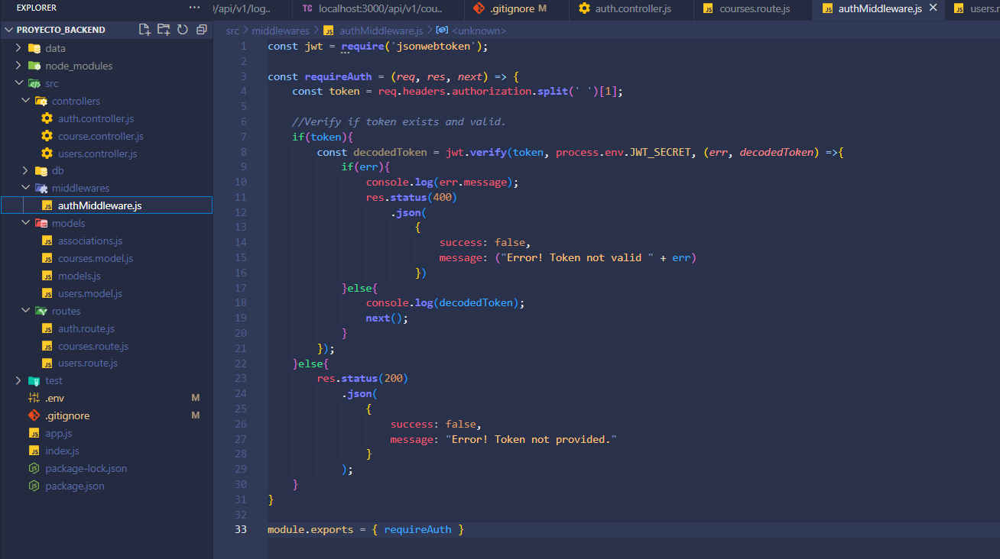 EXPLORER ···
PROYECTO_BACKEND
data
node_modules
src
controllers
auth.controller.js
course.controller.js
users.controller.js
db
middlewares
authMiddleware.js
models
associations.js
courses.model.js
models.js
users.model.js
routes
auth.route.js
courses.route.js
users.route.js
test
.env M
.gitignore M
app.js
index.js
package-lock.json
package.json
/api/v1/log.. TC localhost:3000/api/v1/cou.. .gitignore M auth.controller.js JS courses.route.js JS authMiddleware.js JS users.r
src > middlewares > JS authMiddleware.js > <unknown>
1 const jwt = require('jsonwebtoken');
2
3 const requireAuth = (req, res, next) => {
4     const token = req.headers.authorization.split(' ')[1];
5
6     //Verify if token exists and valid.
7     if(token){
8         const decodedToken = jwt.verify(token, process.env.JWT_SECRET, (err, decodedToken) =>{
9             if(err){
10                 console.log(err.message);
11                 res.status(400)
12                     .json(
13                         {
14                             success: false,
15                             message: ("Error! Token not valid " + err)
16                         })
17             }else{
18                 console.log(decodedToken);
19                 next();
20             }
21         });
22     }else{
23         res.status(200)
24             .json(
25                 {
26                     success: false,
27                     message: "Error! Token not provided."
28                 }
29             );
30     }
31 }
32
33 module.exports = { requireAuth }